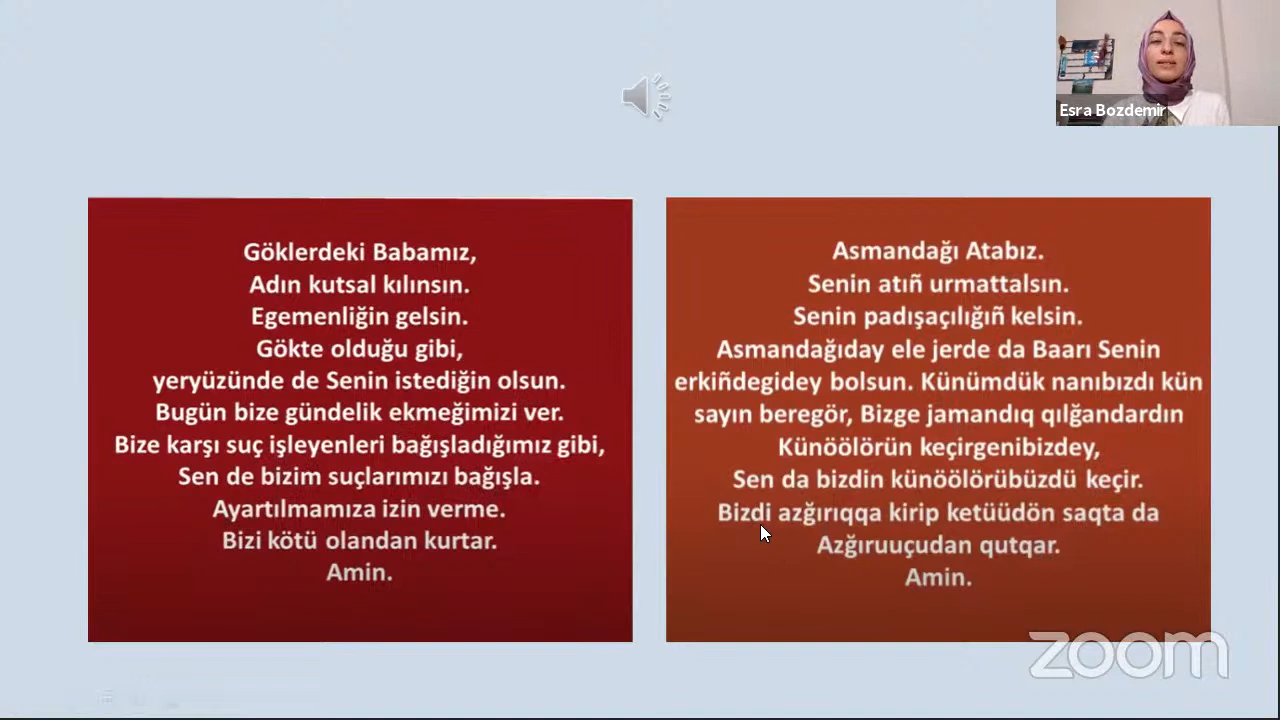 Esra Bozdemir
Göklerdeki Babamız,
Adın kutsal kılınsın.
Egemenliğin gelsin.
Gökte olduğu gibi,
yeryüzünde de Senin istediğin olsun.
Bugün bize gündelik ekmeğimizi ver.
Bize karşı suç işleyenleri bağışladığımız gibi,
Sen de bizim suçlarımızı bağışla.
Ayartılmamıza izin verme.
Bizi kötü olandan kurtar.
Amin.
Asmandağı Atabız.
Senin atıñ urmattalsın.
Senin padışaçılığıñ kelsin.
Asmandağıday ele jerde da Baarı Senin
erkiñdegidey bolsun. Künümdük nanıbızdı kün
sayın beregör, Bizge jamandıq qılğandardın
Künöölörün keçirgenibizdey,
Sen da bizdin künöölörübüzdü keçir.
Bizdi azğırıqqa kirip ketüüdön saqta da
Azğıruuçudan qutqar.
Amin.
zoom